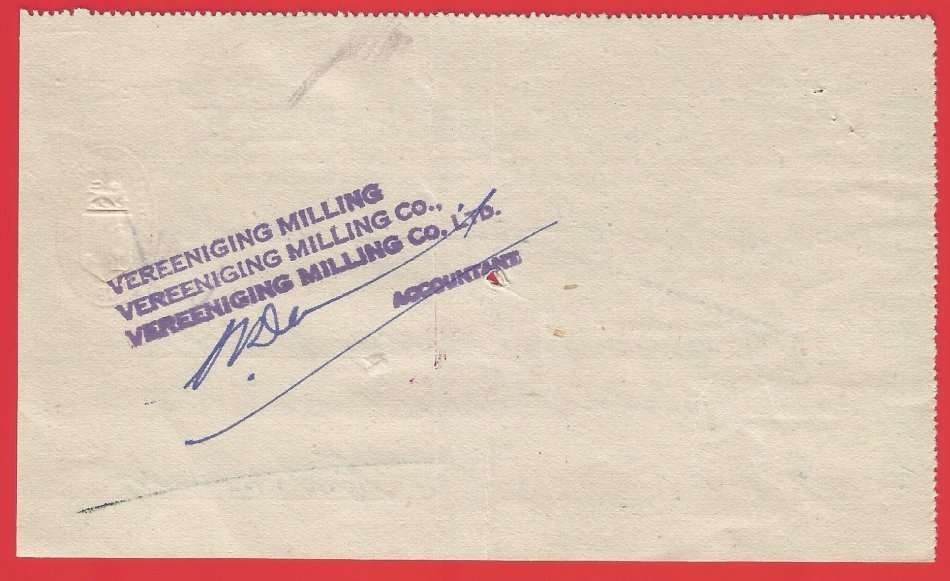 VEREENIGING MILLING
VEREENIGING MILLING CO.,
VEREENIGING MILLING CO. LTD.
ACCOUNTANT